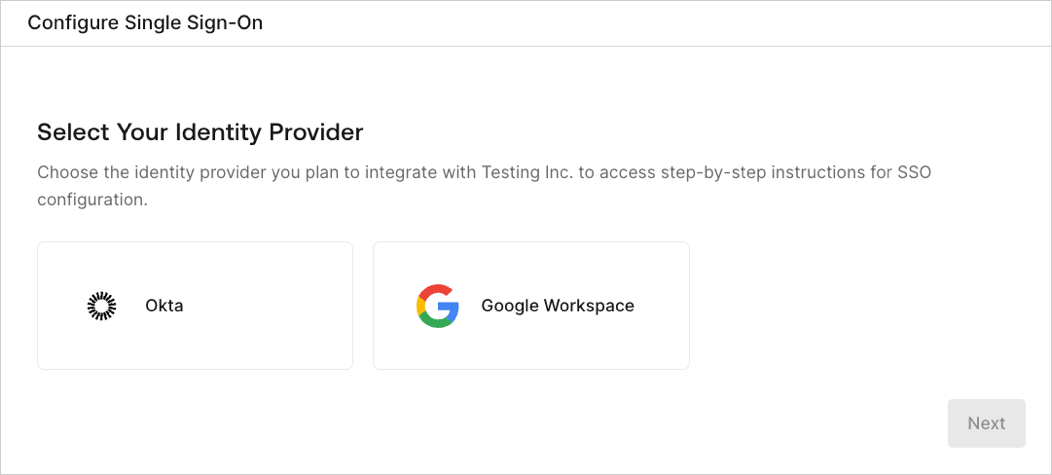 Configure Single Sign-On
Select Your Identity Provider
Choose the identity provider you plan to integrate with Testing Inc. to access step-by-step instructions for SSO
configuration.
Okta
Google Workspace
Next